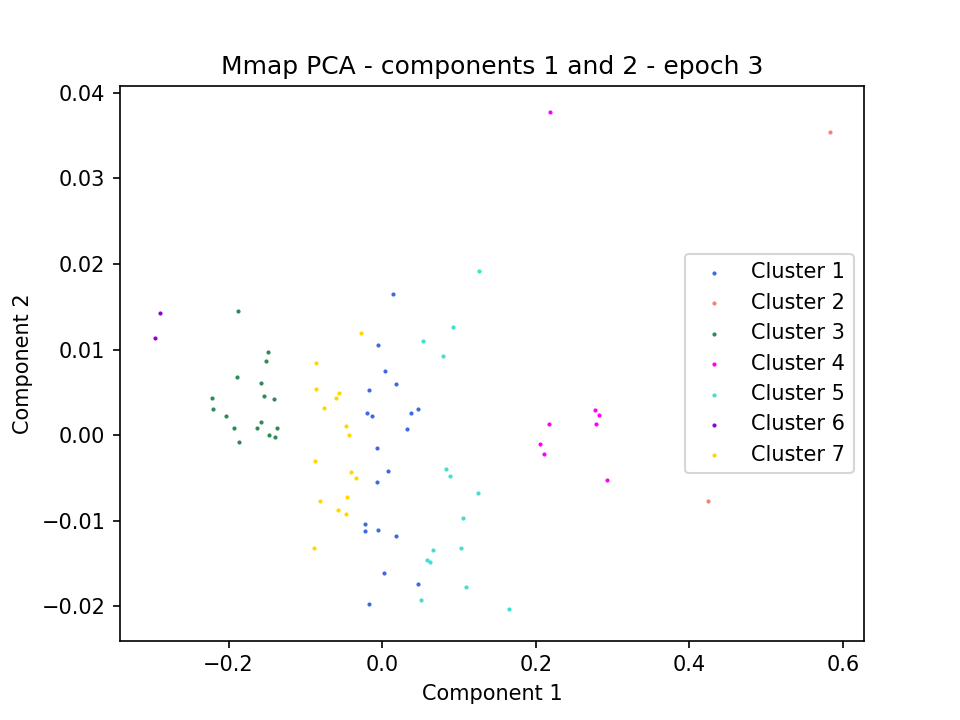 Mmap PCA - components 1 and 2 - epoch 3
0.04
0.03
0.02
0.01
0.00
−0.01
−0.02
Component 2
Cluster 1
Cluster 2
Cluster 3
Cluster 4
Cluster 5
Cluster 6
Cluster 7
−0.2
0.0
0.2
0.4
0.6
Component 1